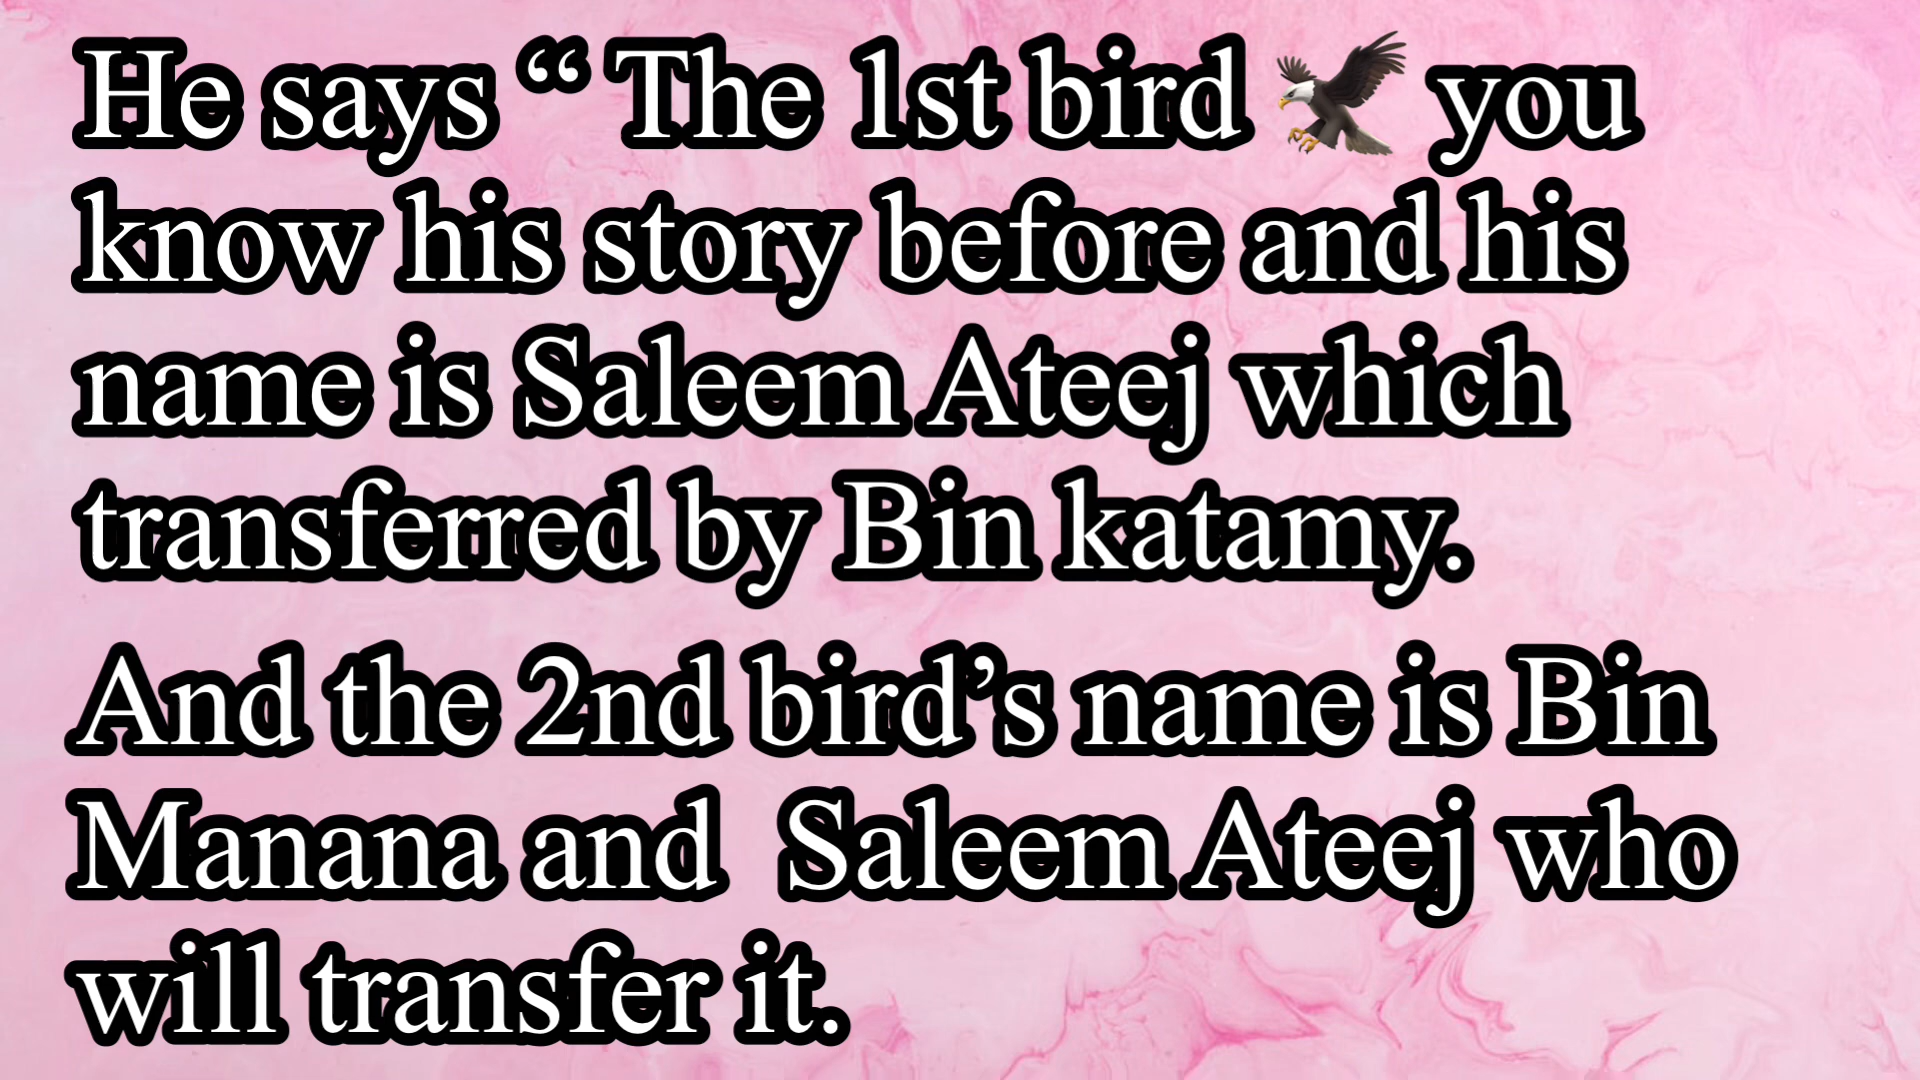 He says “ The 1st bird 🦅 you
know his story before and his
name is Saleem Ateej which
transferred by Bin katamy.
And the 2nd bird’s name is Bin
Manana and  Saleem Ateej who
will transfer it.